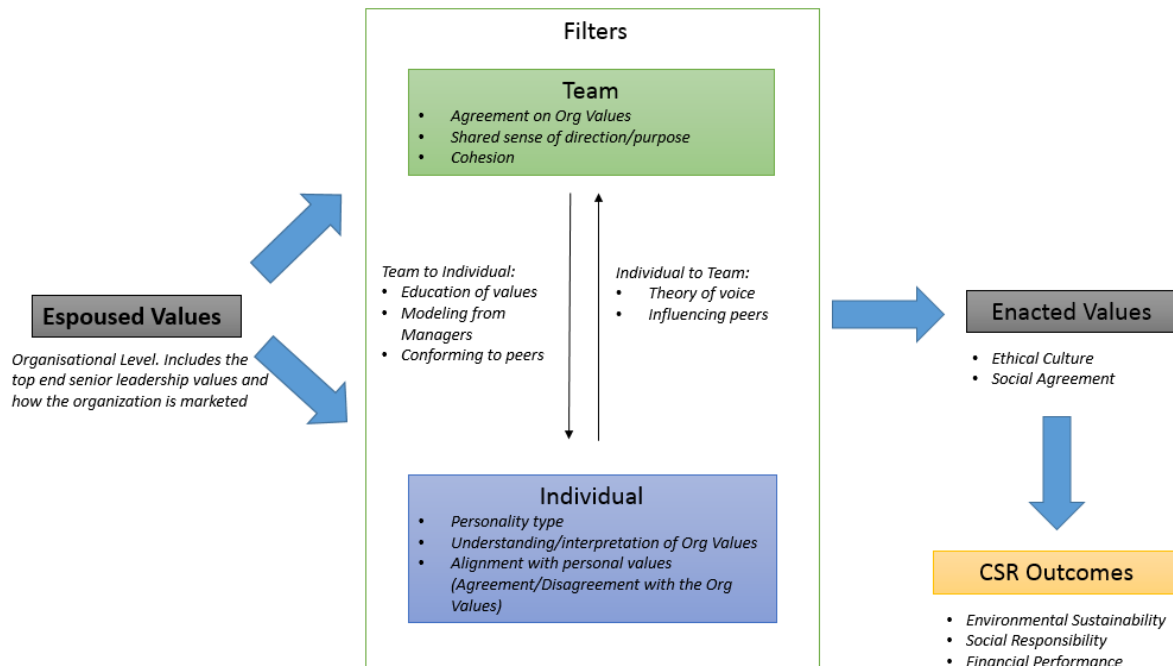 Filters
Team
• Agreement on Org Values
• Shared sense of direction/purpose
• Cohesion
Team to Individual:
• Education of values
• Modeling from
Managers
• Conforming to peers
Individual to Team:
• Theory of voice
• Influencing peers
Espoused Values
Organisational Level. Includes the
top end senior leadership values and
how the organization is marketed
Individual
• Personality type
• Understanding/interpretation of Org Values
• Alignment with personal values
(Agreement/Disagreement with the Org
Values)
Enacted Values
• Ethical Culture
• Social Agreement
CSR Outcomes
• Environmental Sustainability
• Social Responsibility
• Financial Performance